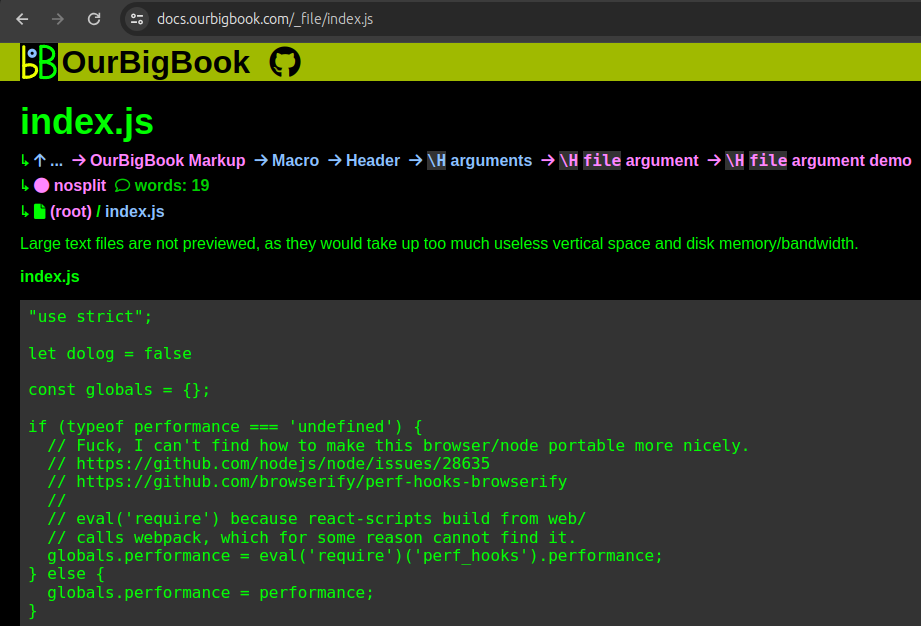 docs.ourbigbook.com/_file/index.js
OurBigBook
index.js
↳ ↑ ... → OurBigBook Markup → Macro → Header → \H arguments → \H file argument → \H file argument demo
↳ nosplit words: 19
↳ (root) / index.js
Large text files are not previewed, as they would take up too much useless vertical space and disk memory/bandwidth.
index.js
"use strict";
let dolog = false
const globals = {};
if (typeof performance === 'undefined') {
  // Fuck, I can't find how to make this browser/node portable more nicely.
  // https://github.com/nodejs/node/issues/28635
  // https://github.com/browserify/perf-hooks-browserify
  //
  // eval('require') because react-scripts build from web/
  // calls webpack, which for some reason cannot find it.
  globals.performance = eval('require')('perf_hooks').performance;
} else {
  globals.performance = performance;
}